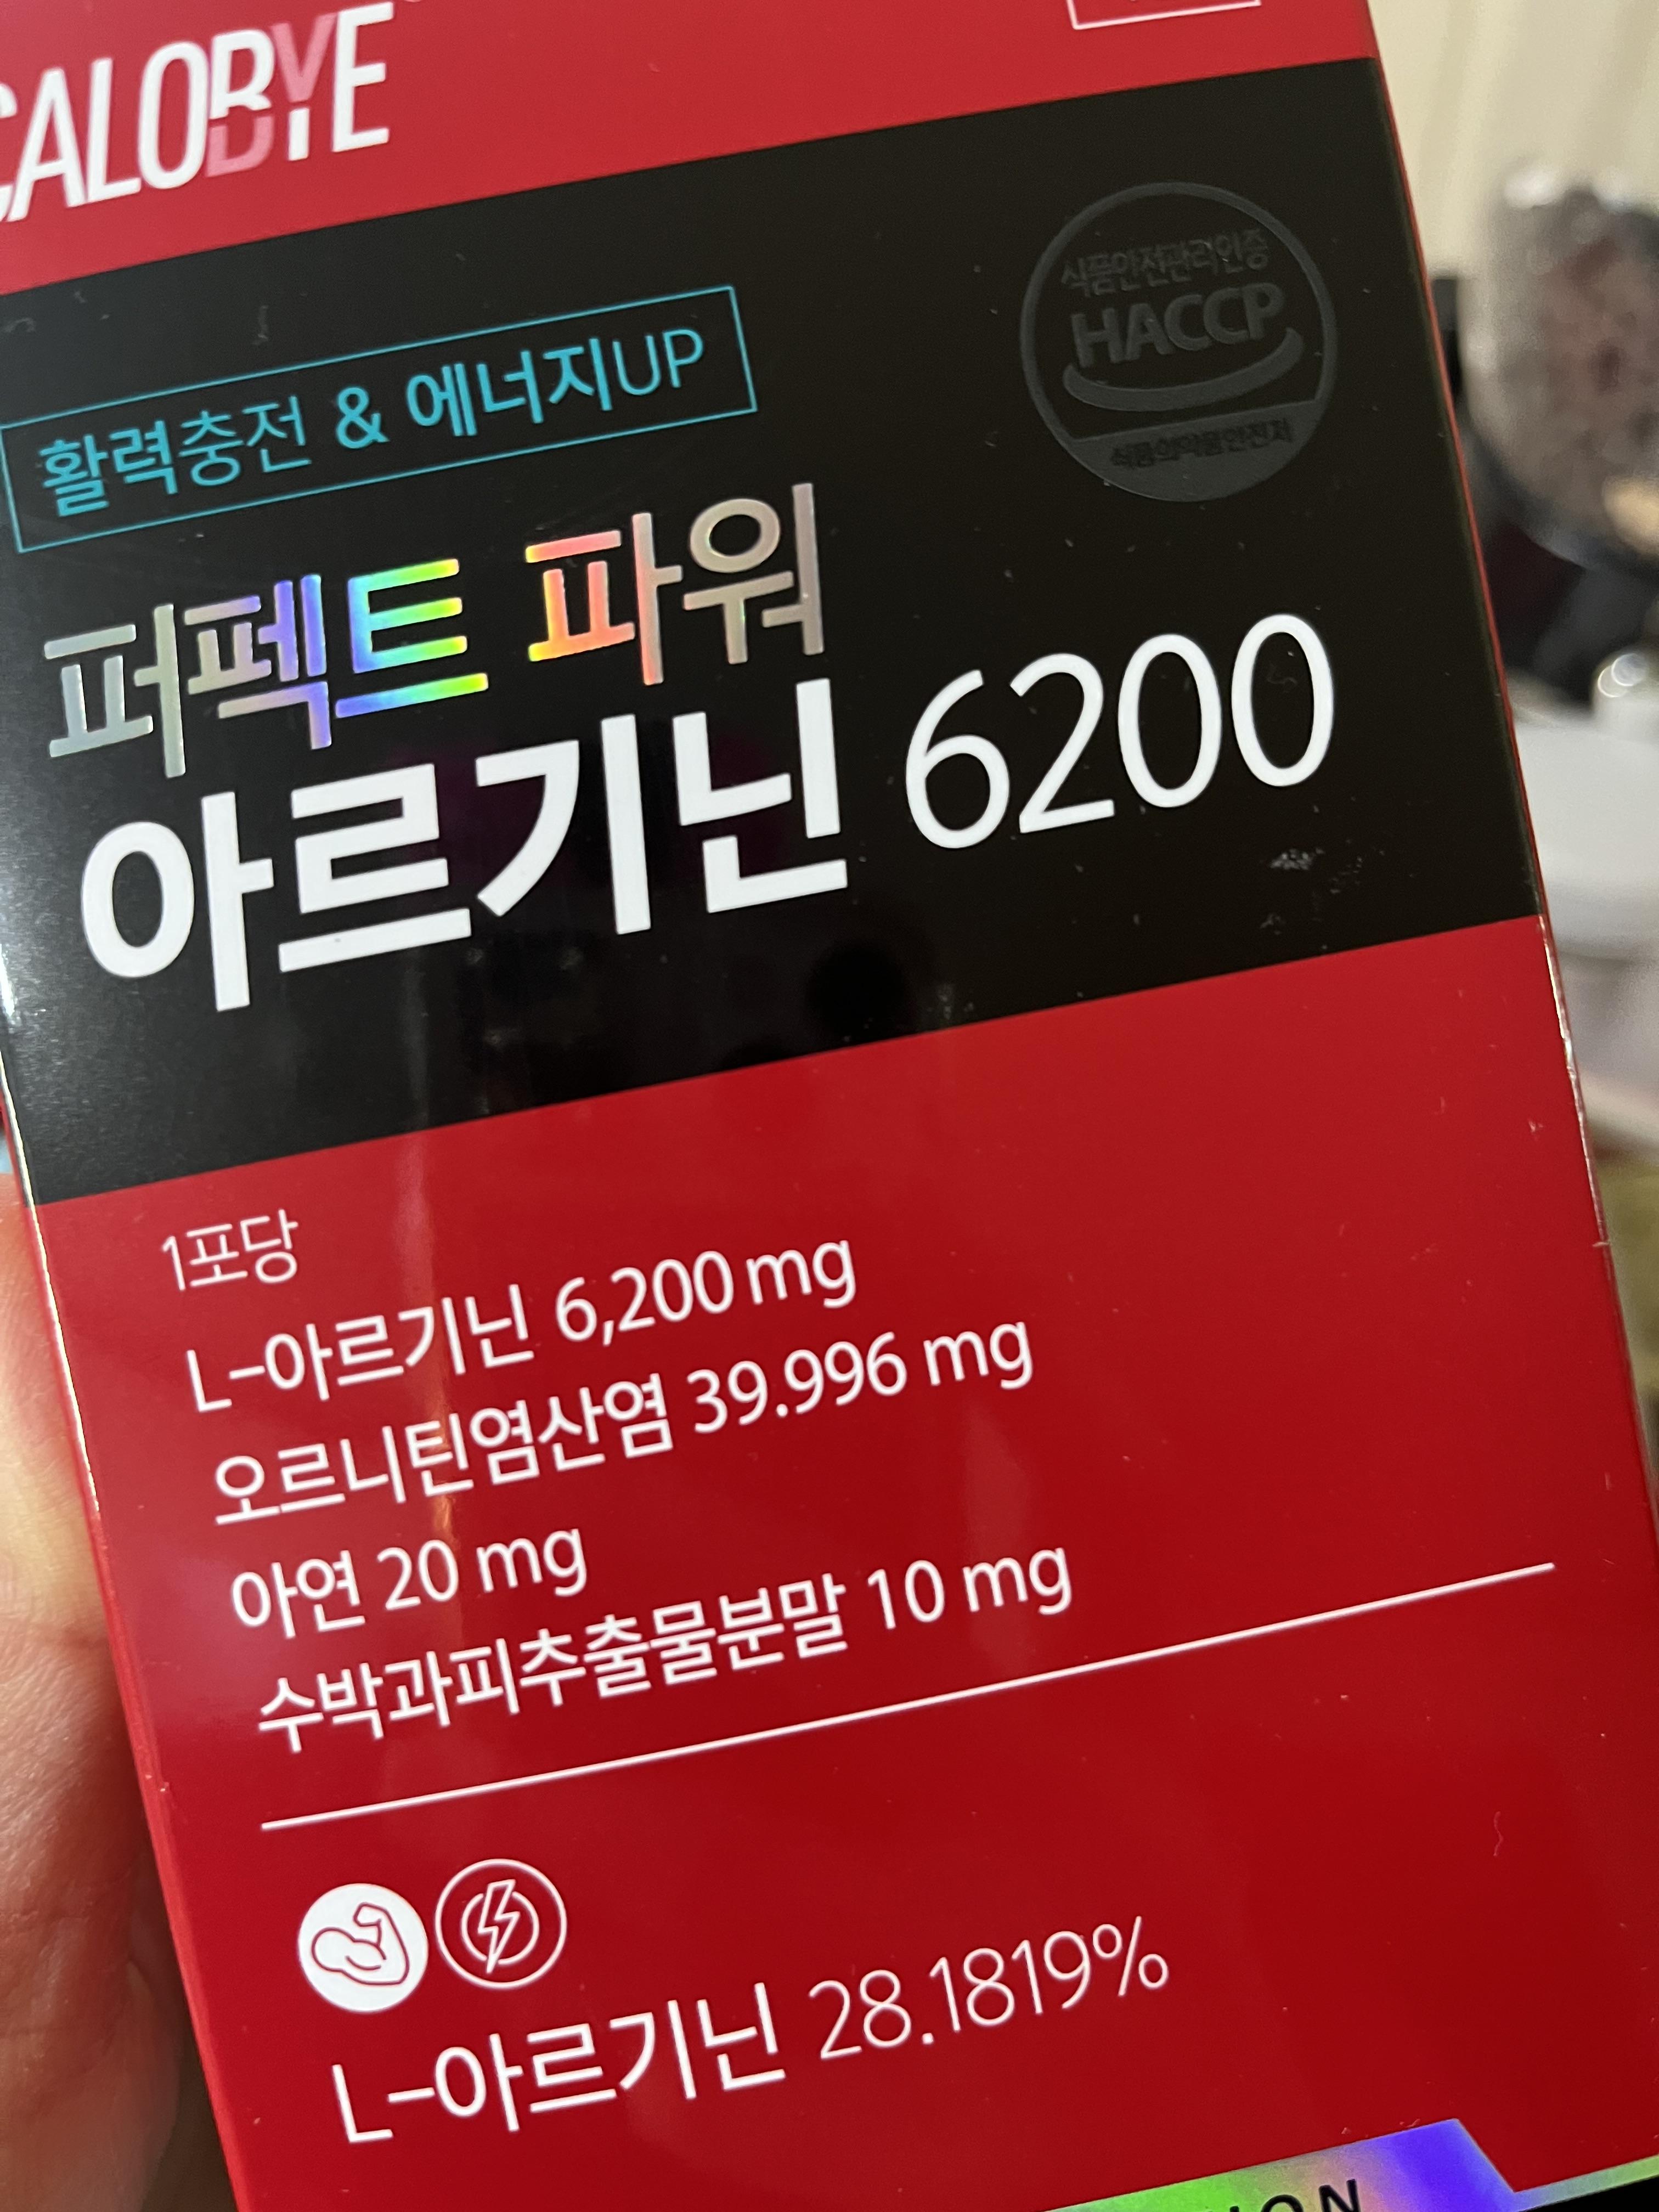 CALOBYE
식품안전관리인증
HACCP
식품의약품안전처
활력충전 & 에너지UP
퍼펙트 파워
아르기닌 6200
1포당
L-아르기닌 6,200 mg
오르니틴염산염 39.996 mg
아연 20 mg
수박과피추출물분말 10 mg
L-아르기닌 28.1819%